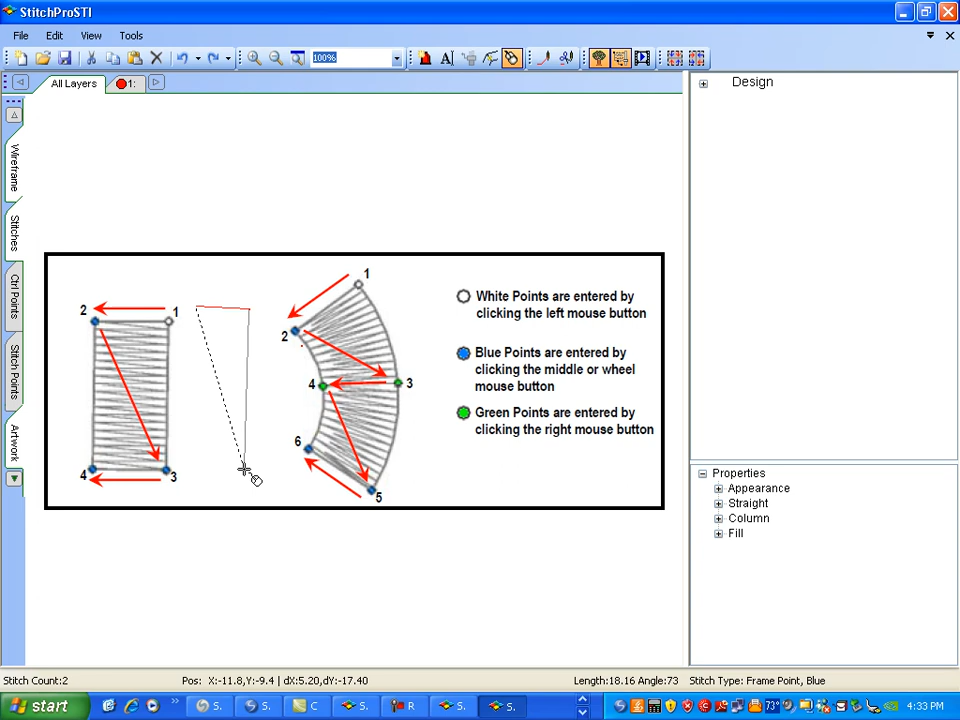 StitchProSTI
File Edit View Tools
100%
A
All Layers 1:
Wireframe
Stitches
Ctrl Points
Stitch Points
Artwork
Design
2 1
4 3
1
2
4 3
6
5
White Points are entered by
clicking the left mouse button
Blue Points are entered by
clicking the middle or wheel
mouse button
Green Points are entered by
clicking the right mouse button
Properties
Appearance
Straight
Column
Fill
Stitch Count:2 Pos: X:-11.8,Y:-9.4 | dX:5.20,dY:-17.40 Length:18.16 Angle:73 Stitch Type: Frame Point, Blue
start S. S. C S. R S. S. 73° 4:33 PM